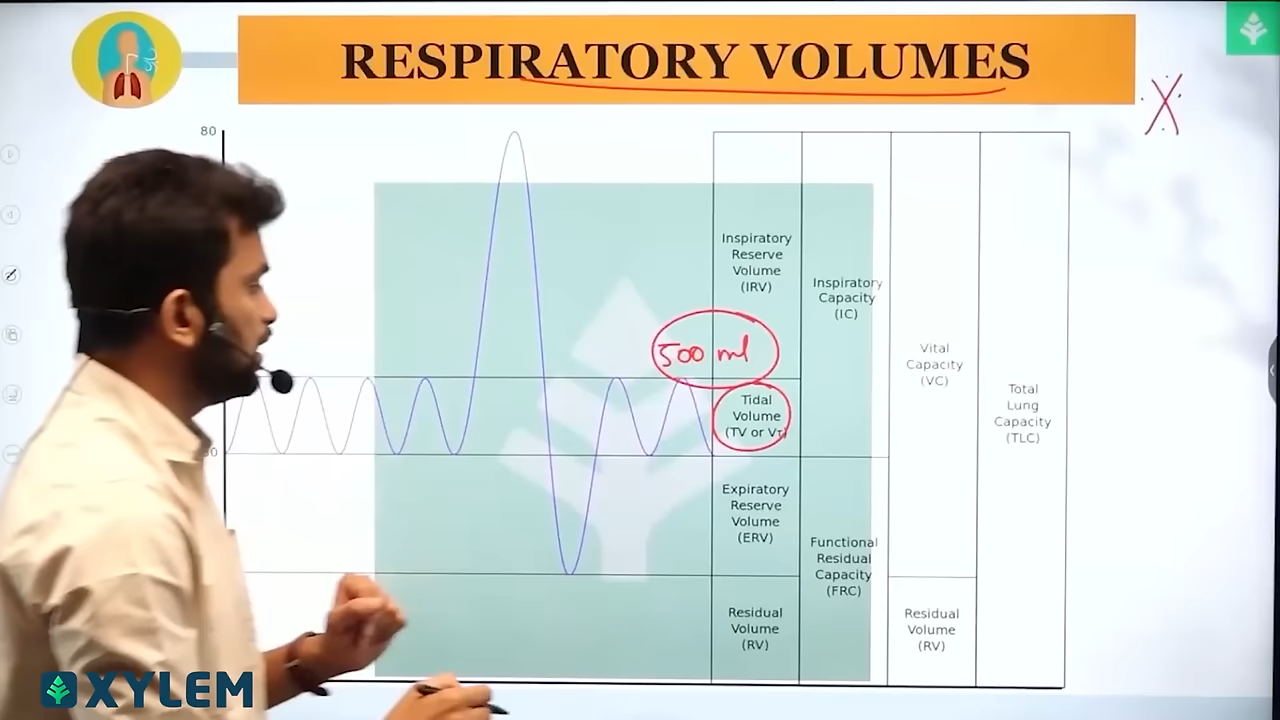 RESPIRATORY VOLUMES
X
80
Inspiratory
Reserve
Volume
(IRV)
Inspiratory
Capacity
(IC)
500 ml
Vital
Capacity
(VC)
Tidal
Volume
(TV or VT)
Total
Lung
Capacity
(TLC)
Expiratory
Reserve
Volume
(ERV)
Functional
Residual
Capacity
(FRC)
Residual
Volume
(RV)
Residual
Volume
(RV)
XYLEM